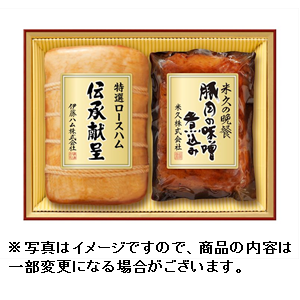 特選ロースハム
伝承献呈
伊藤ハム株式会社
米久の晩餐
豚肉の味噌
煮込み
米久株式会社
※写真はイメージですので、商品の内容は
一部変更になる場合がございます。